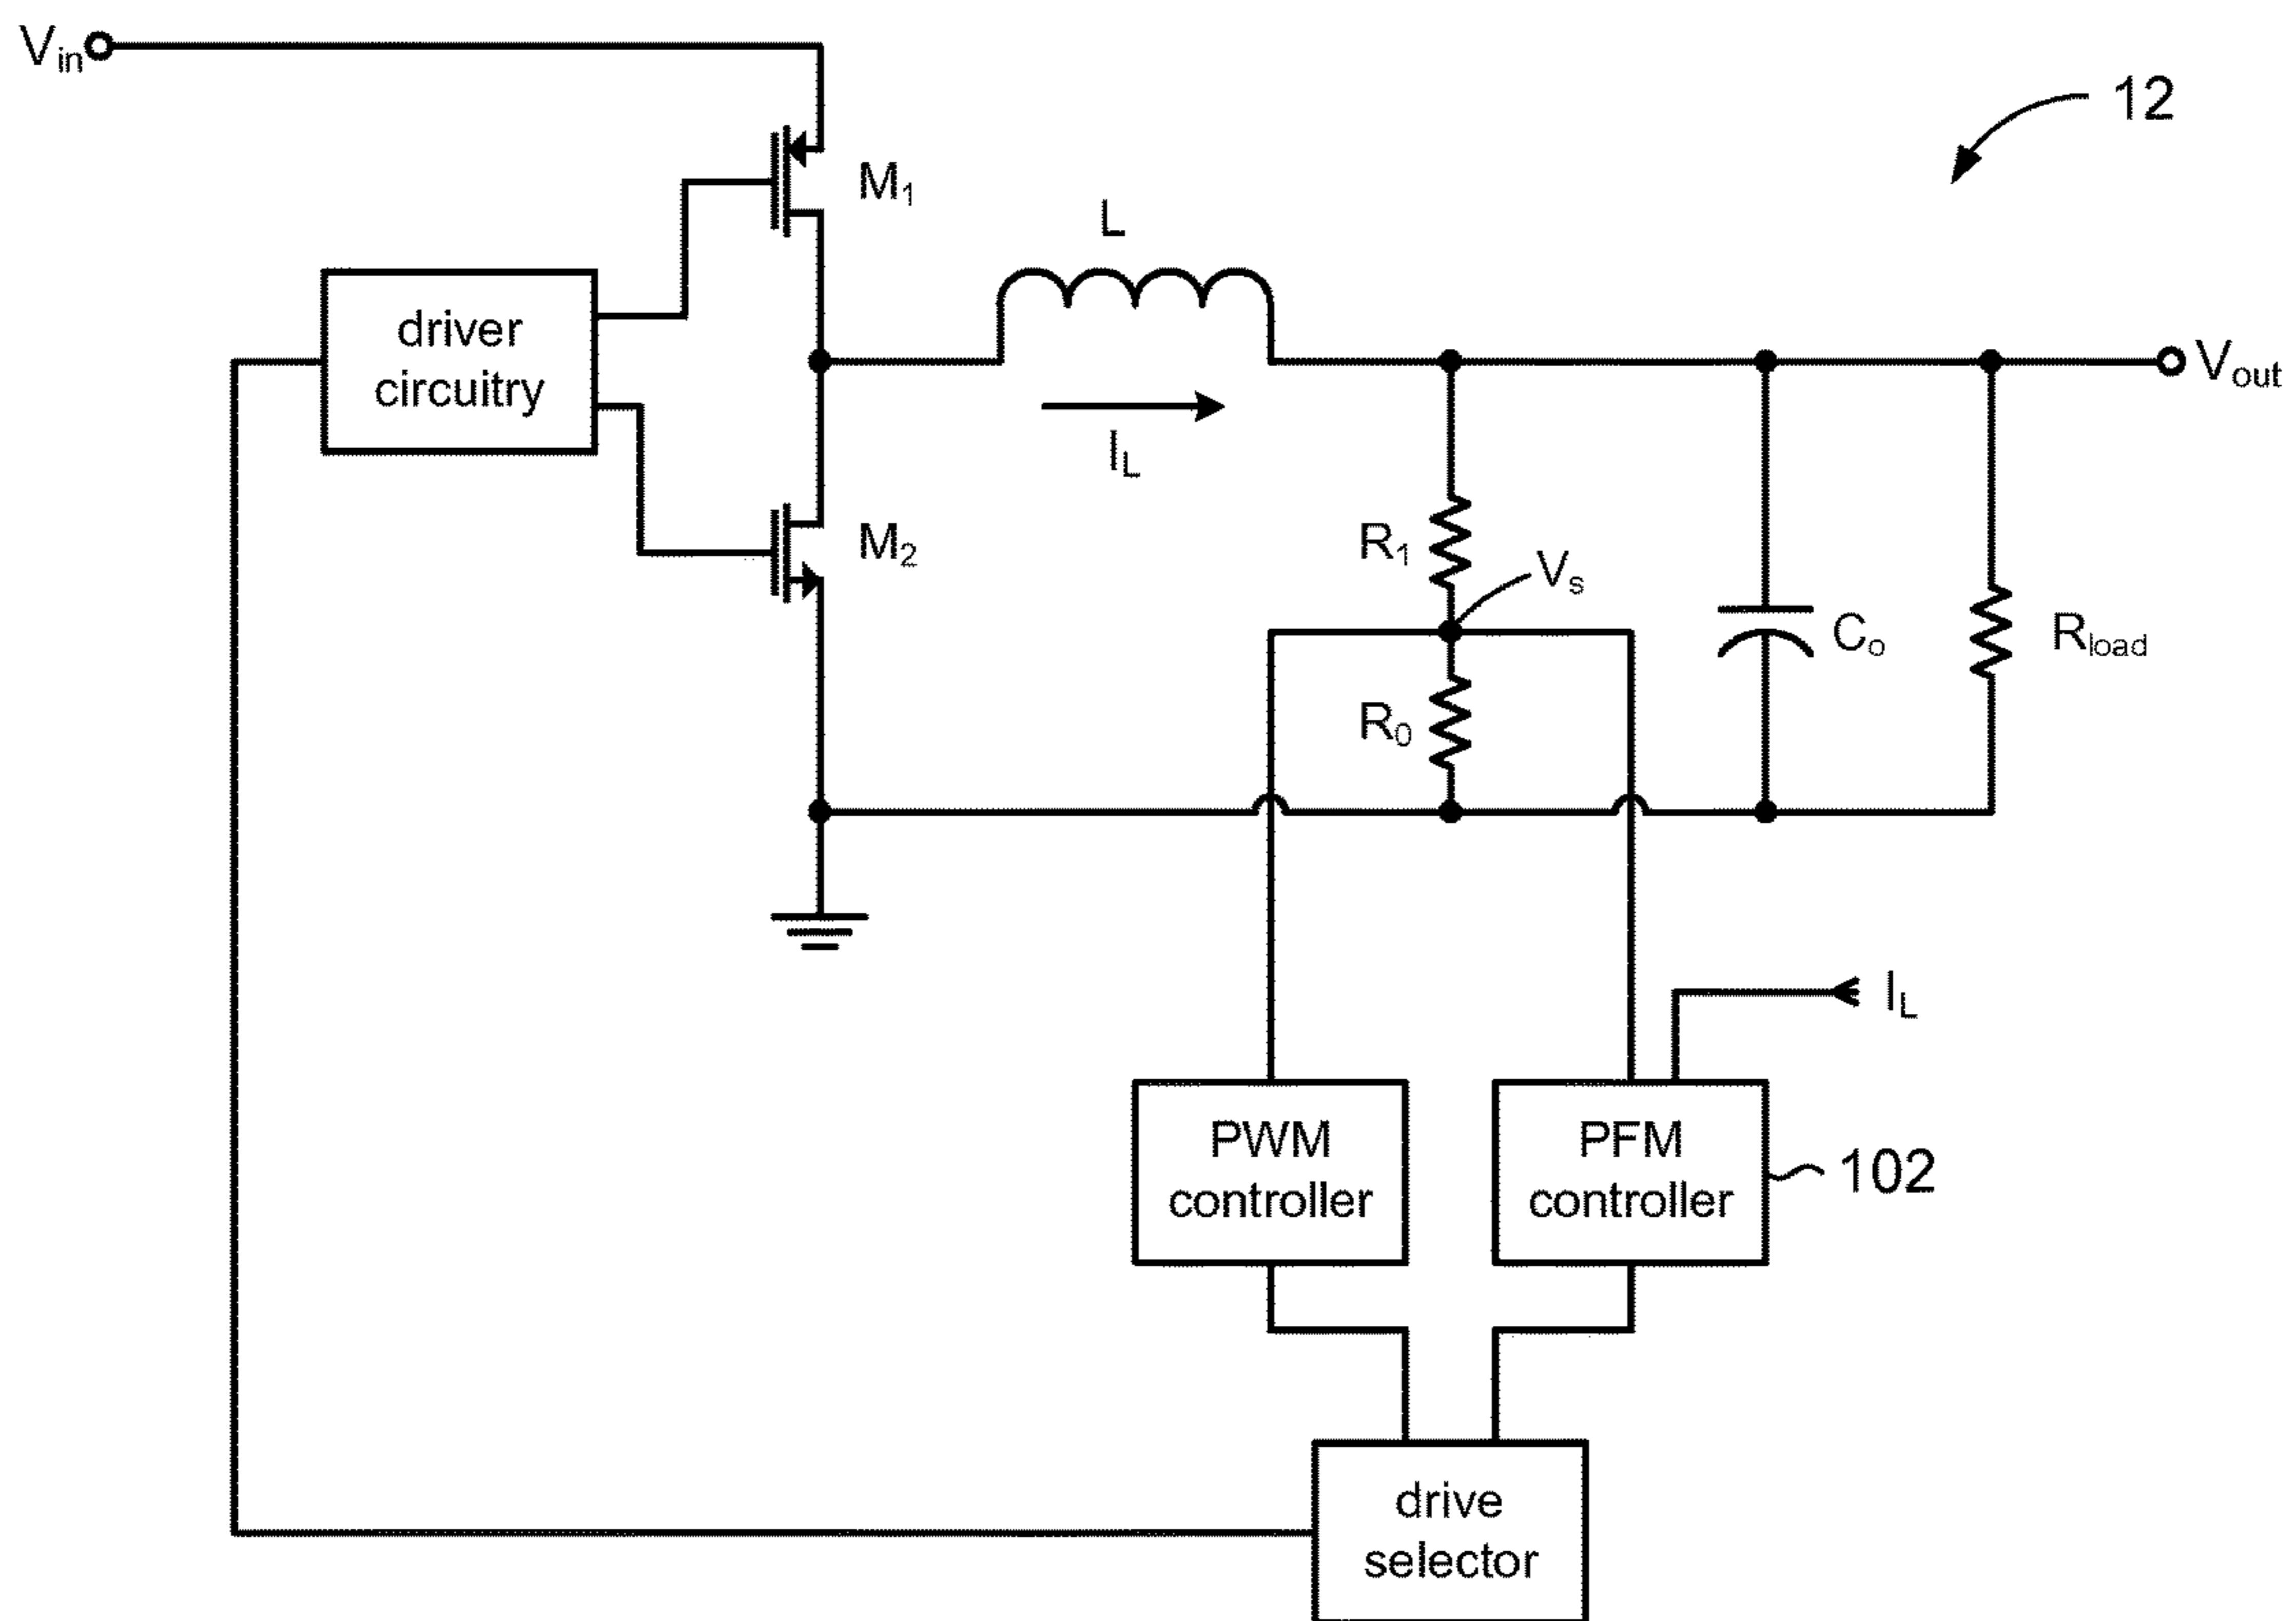 Vin
12
M1
L
driver
circuitry
Vout
IL
M2
R1
Vs
Co
Rload
R0
IL
PWM
controller
PFM
controller
102
drive
selector